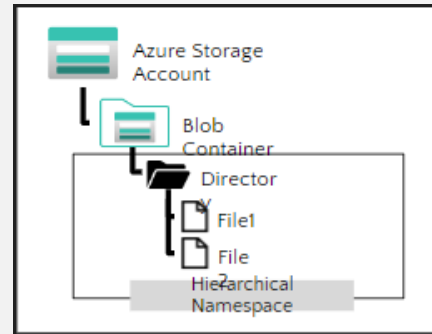 Azure Storage
Account
Blob
Container
Director
y
File1
File
2
Hierarchical
Namespace